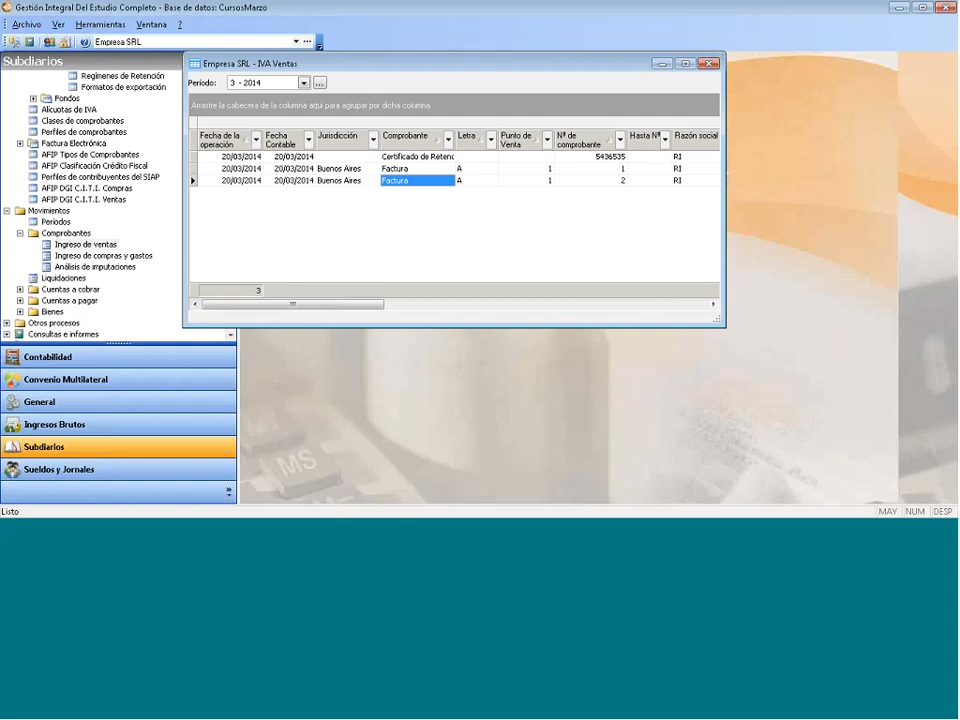 Gestión Integral Del Estudio Completo - Base de datos: CursosMarzo
Archivo Ver Herramientas Ventana ?
Empresa SRL
Subdiarios
Regímenes de Retención
Formatos de exportación
Fondos
Alícuotas de IVA
Clases de comprobantes
Perfiles de comprobantes
Factura Electrónica
AFIP Tipos de Comprobantes
AFIP Clasificación Crédito Fiscal
Perfiles de contribuyentes del SIAP
AFIP DGI C.I.T.I. Compras
AFIP DGI C.I.T.I. Ventas
Movimientos
Períodos
Comprobantes
Ingreso de ventas
Ingreso de compras y gastos
Análisis de imputaciones
Liquidaciones
Cuentas a cobrar
Cuentas a pagar
Bienes
Otros procesos
Consultas e informes
Contabilidad
Convenio Multilateral
General
Ingresos Brutos
Subdiarios
Sueldos y Jornales
Empresa SRL - IVA Ventas
Período: 3 - 2014
Arrastre la cabecera de la columna aquí para agrupar por dicha columna
Fecha de la operación Fecha Contable Jurisdicción Comprobante Letra Punto de Venta Nº de comprobante Hasta Nº Razón social
20/03/2014 20/03/2014 Certificado de Retenc 5436535 RI
20/03/2014 20/03/2014 Buenos Aires Factura A 1 1 RI
20/03/2014 20/03/2014 Buenos Aires Factura A 1 2 RI
3
Listo
MAY NUM DESP
MS